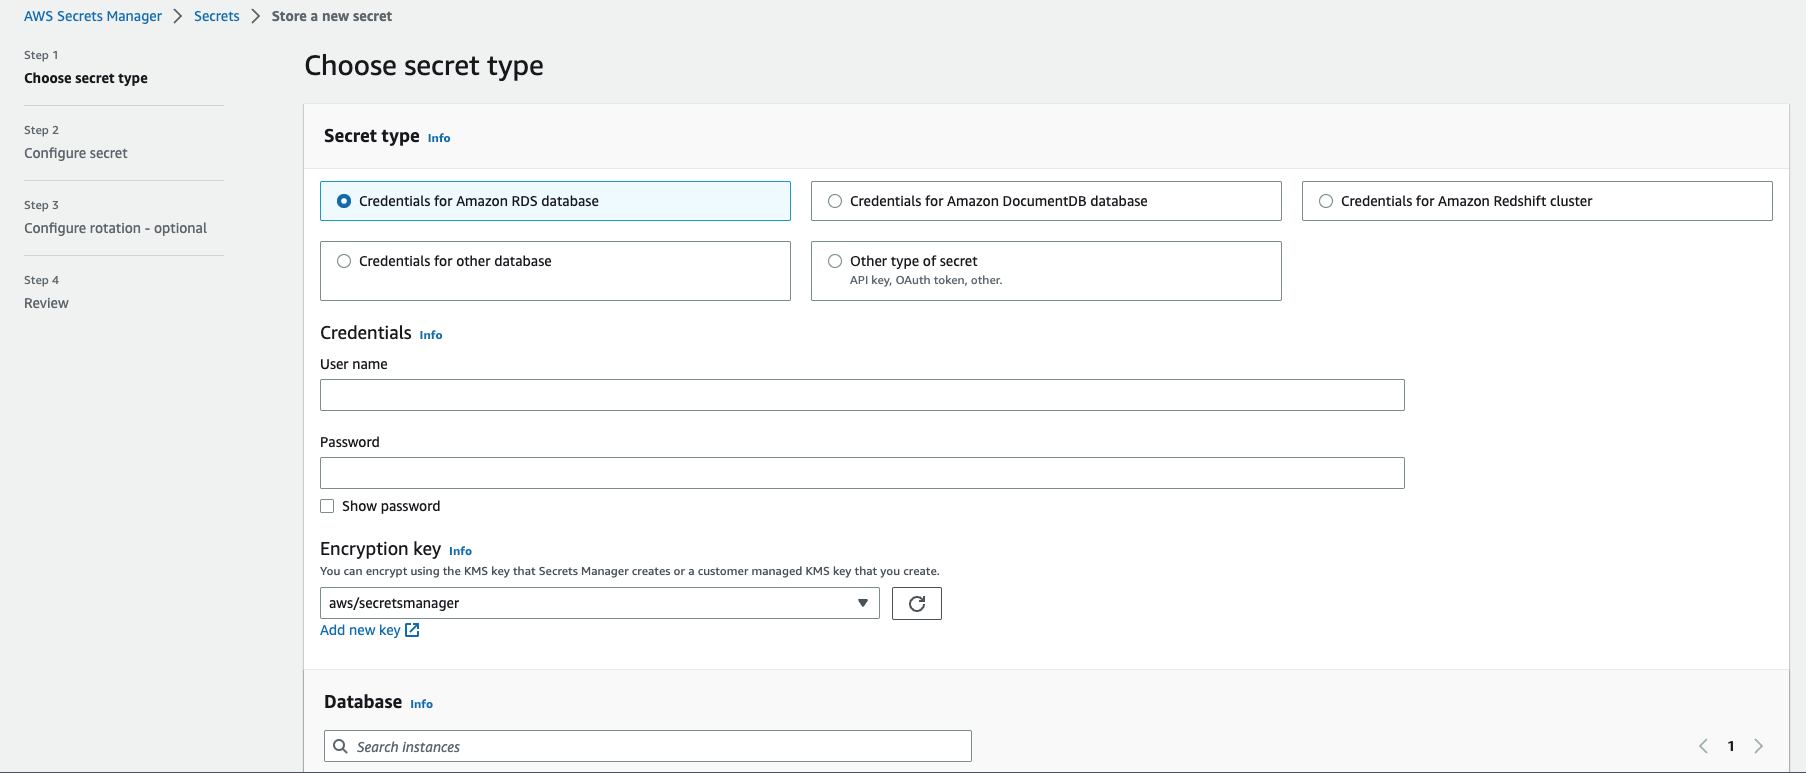 AWS Secrets Manager > Secrets > Store a new secret
Step 1
Choose secret type
Step 2
Configure secret
Step 3
Configure rotation - optional
Step 4
Review
Choose secret type
Secret type Info
Credentials for Amazon RDS database
Credentials for Amazon DocumentDB database
Credentials for Amazon Redshift cluster
Credentials for other database
Other type of secret
API key, OAuth token, other.
Credentials Info
User name
Password
Show password
Encryption key Info
You can encrypt using the KMS key that Secrets Manager creates or a customer managed KMS key that you create.
aws/secretsmanager
Add new key
Database Info
Search instances
< 1 >